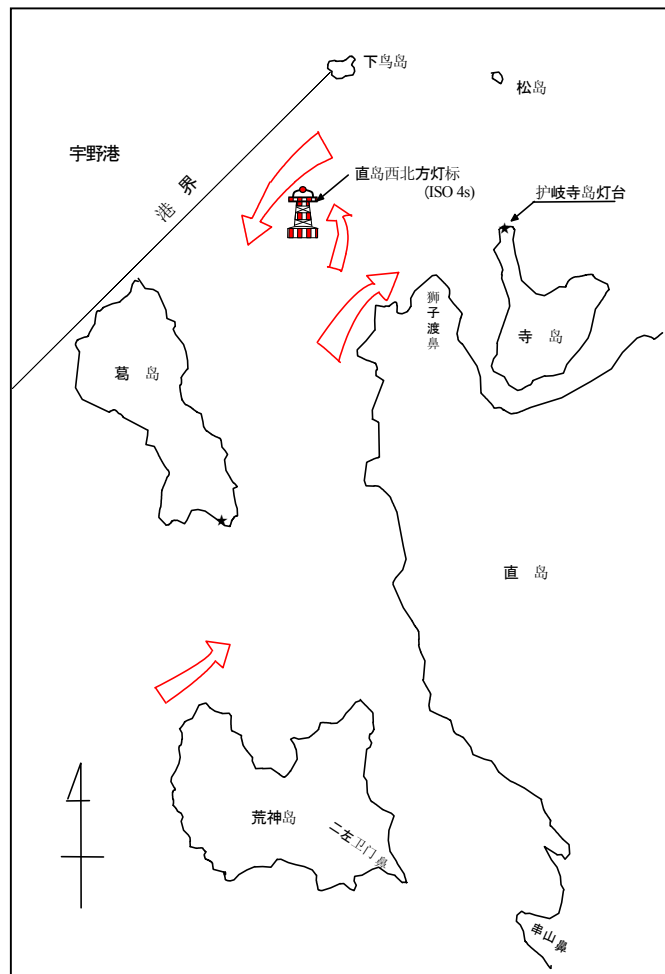 下鸟岛
松岛
宇野港
港 界
直岛西北方灯标
(ISO 4s)
护岐寺岛灯台
狮子渡鼻
寺 岛
葛 岛
直 岛
荒神岛
二左卫门鼻
串山鼻